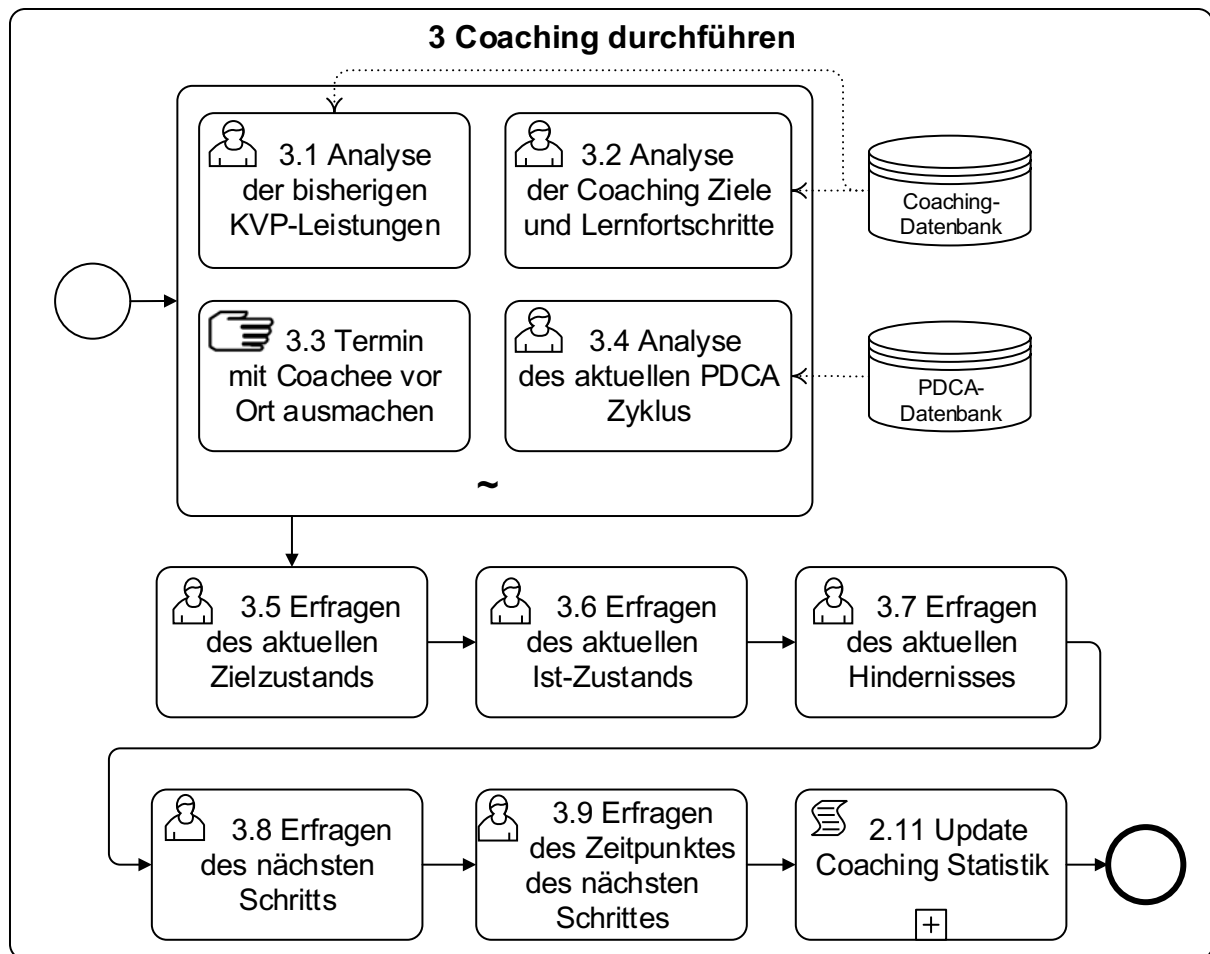 3 Coaching durchführen
3.1 Analyse
der bisherigen
KVP-Leistungen
3.2 Analyse
der Coaching Ziele
und Lernfortschritte
Coaching-
Datenbank
3.3 Termin
mit Coachee vor
Ort ausmachen
3.4 Analyse
des aktuellen PDCA
Zyklus
PDCA-
Datenbank
~
3.5 Erfragen
des aktuellen
Zielzustands
3.6 Erfragen
des aktuellen
Ist-Zustands
3.7 Erfragen
des aktuellen
Hindernisses
3.8 Erfragen
des nächsten
Schritts
3.9 Erfragen
des Zeitpunktes
des nächsten
Schrittes
2.11 Update
Coaching Statistik
+